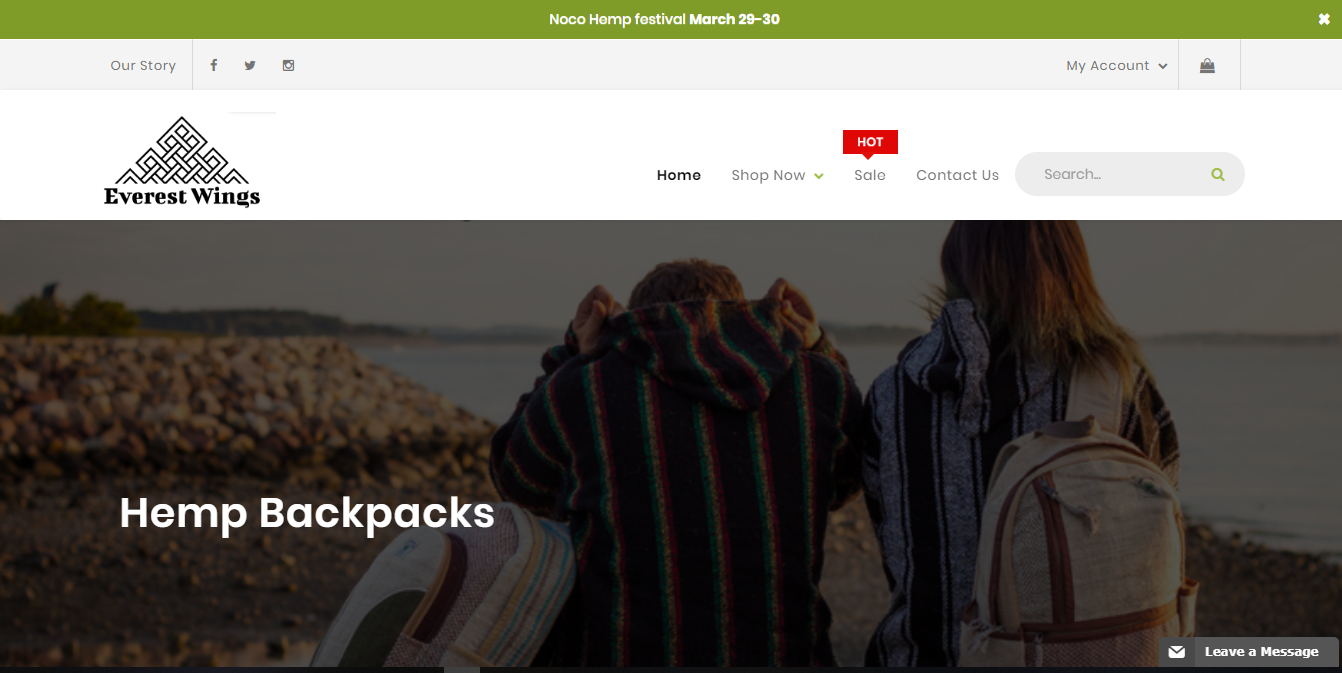 Noco Hemp festival March 29-30
Our Story
My Account
Everest Wings
HOT
Home
Shop Now
Sale
Contact Us
Search...
Hemp Backpacks
Leave a Message